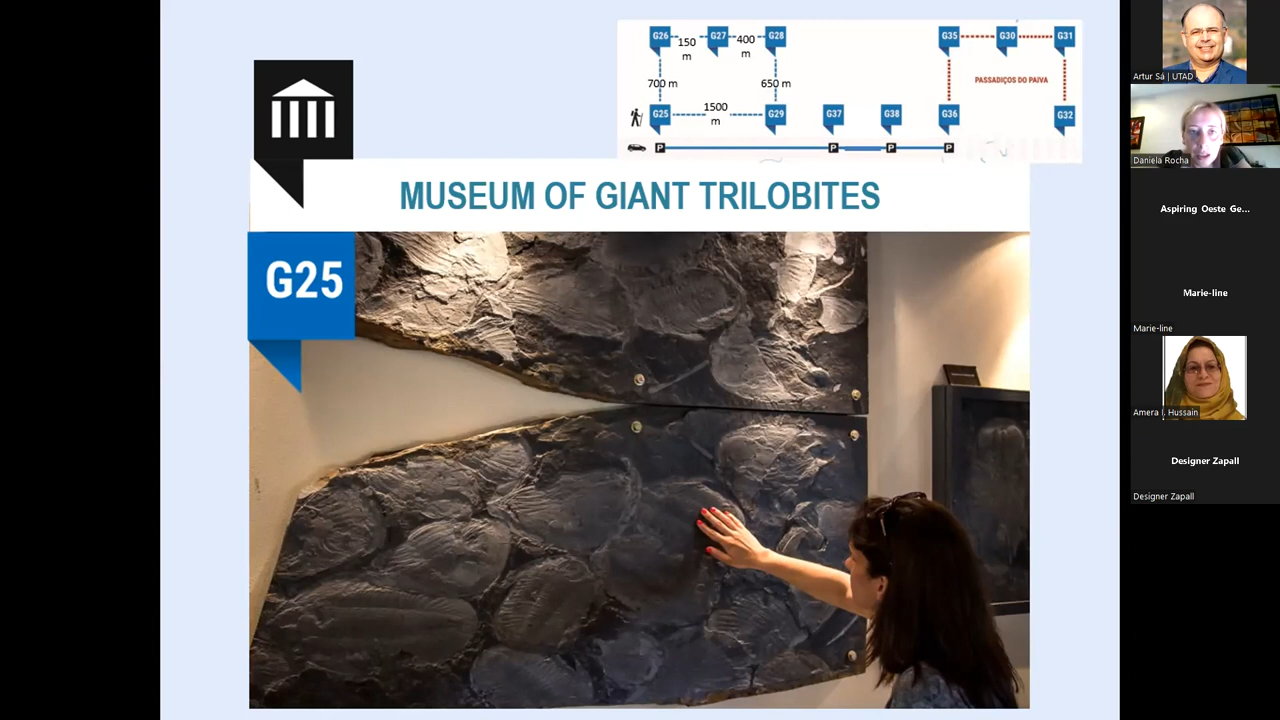 G26
150
m
G27
400
m
G28
G35
G30
G31
700 m
650 m
PASSADIÇOS DO PAIVA
G25
1500
m
G29
G37
G38
G36
G32
P
P
P
P
MUSEUM OF GIANT TRILOBITES
G25
Artur Sá | UTAD
Daniela Rocha
Aspiring Oeste Ge...
Marie-line
Marie-line
Amera I. Hussain
Designer Zapall
Designer Zapall